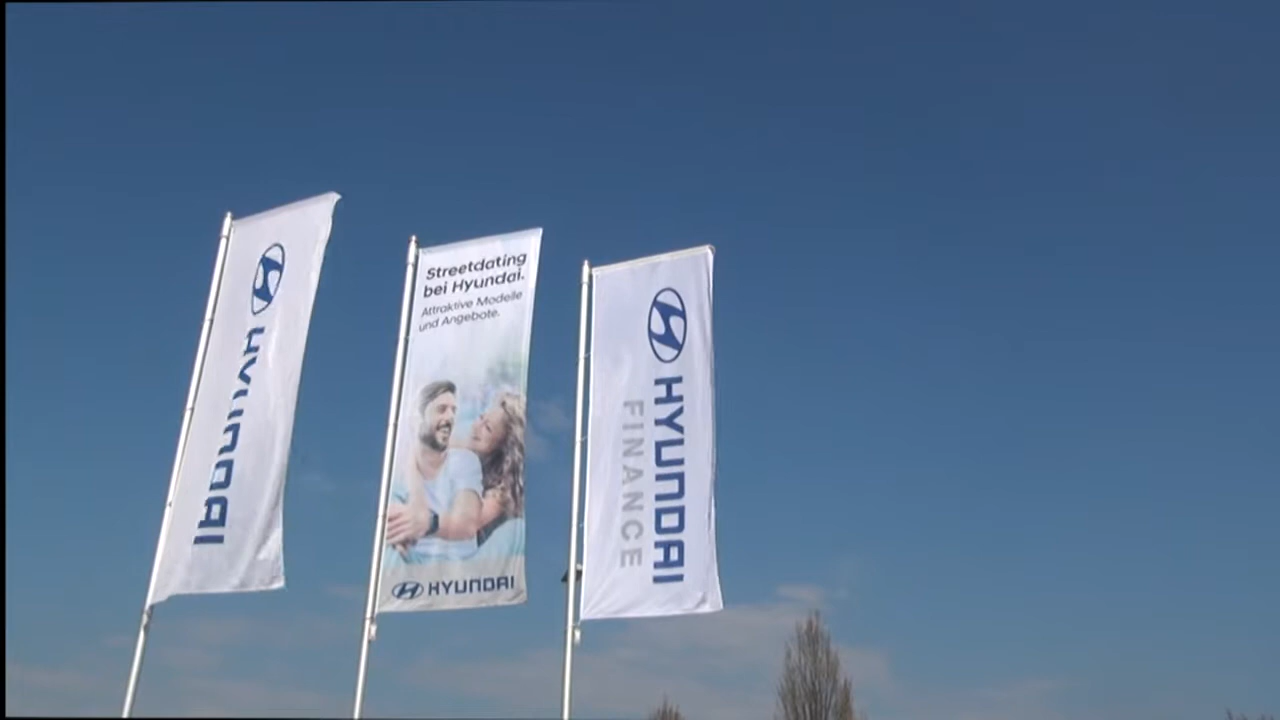 HYUNDAI
Streetdating
bei Hyundai.
Attraktive Modelle
und Angebote.
HYUNDAI
HYUNDAI
FINANCE